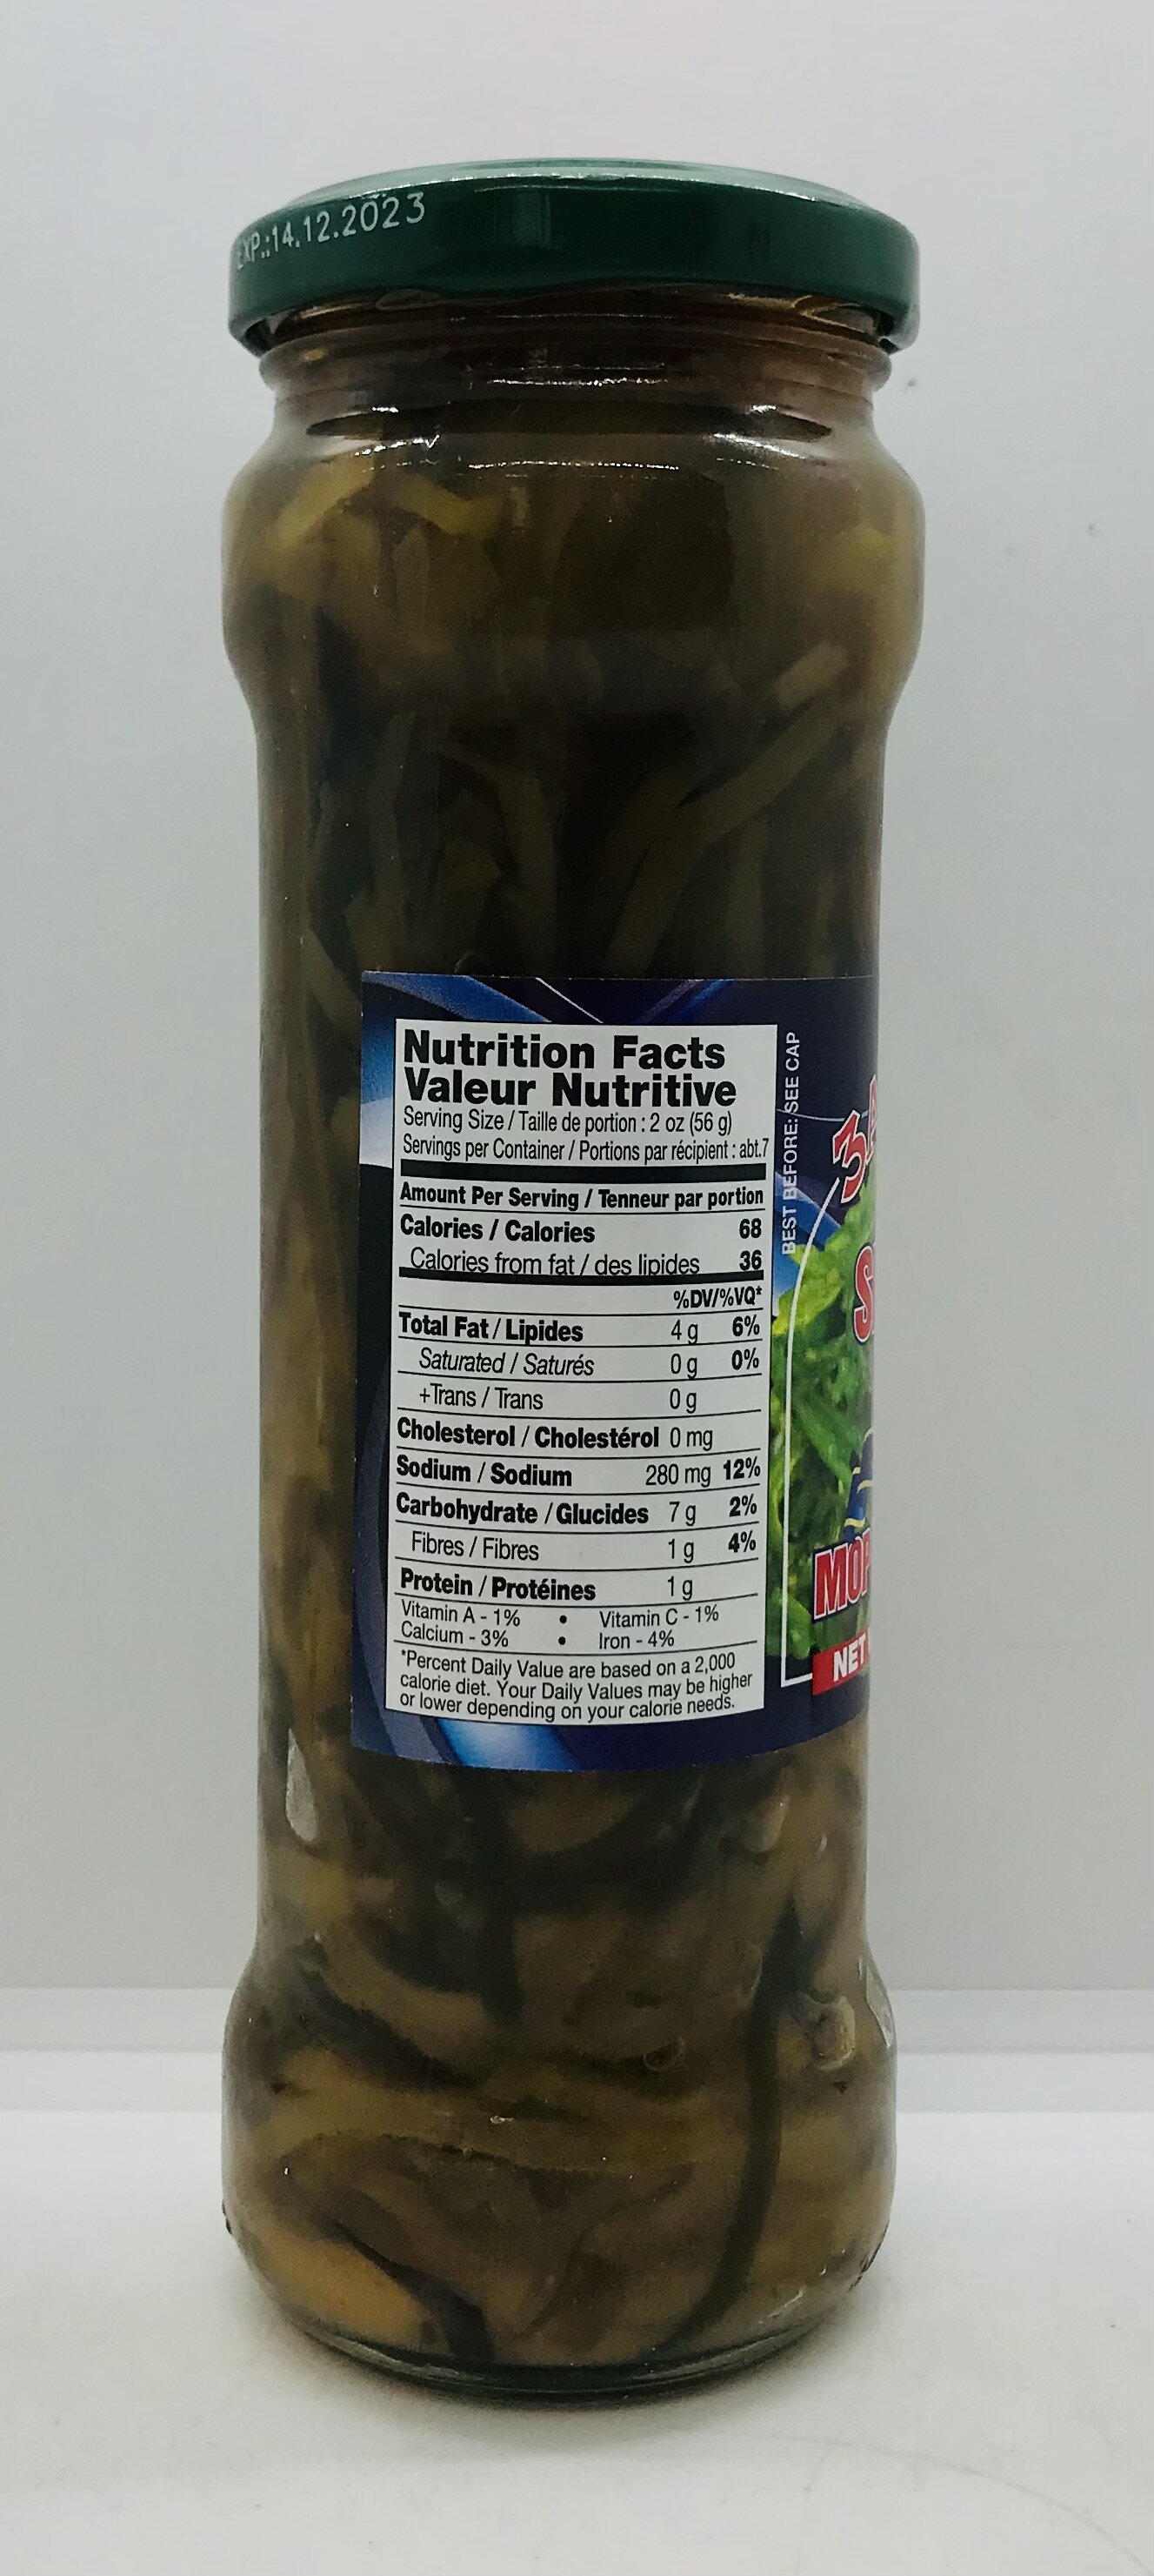 EXP.:14.12.2023
Nutrition Facts
Valeur Nutritive
Serving Size / Taille de portion : 2 oz (56 g)
Servings per Container / Portions par récipient : abt.7
Amount Per Serving / Tenneur par portion
Calories / Calories 68
Calories from fat / des lipides 36
%DV/%VQ*
Total Fat / Lipides 4 g 6%
Saturated / Saturés 0 g 0%
+Trans / Trans 0 g
Cholesterol / Cholestérol 0 mg
Sodium / Sodium 280 mg 12%
Carbohydrate / Glucides 7 g 2%
Fibres / Fibres 1 g 4%
Protein / Protéines 1 g
Vitamin A - 1% • Vitamin C - 1%
Calcium - 3% • Iron - 4%
*Percent Daily Value are based on a 2,000
calorie diet. Your Daily Values may be higher
or lower depending on your calorie needs.
BEST BEFORE: SEE CAP
NET